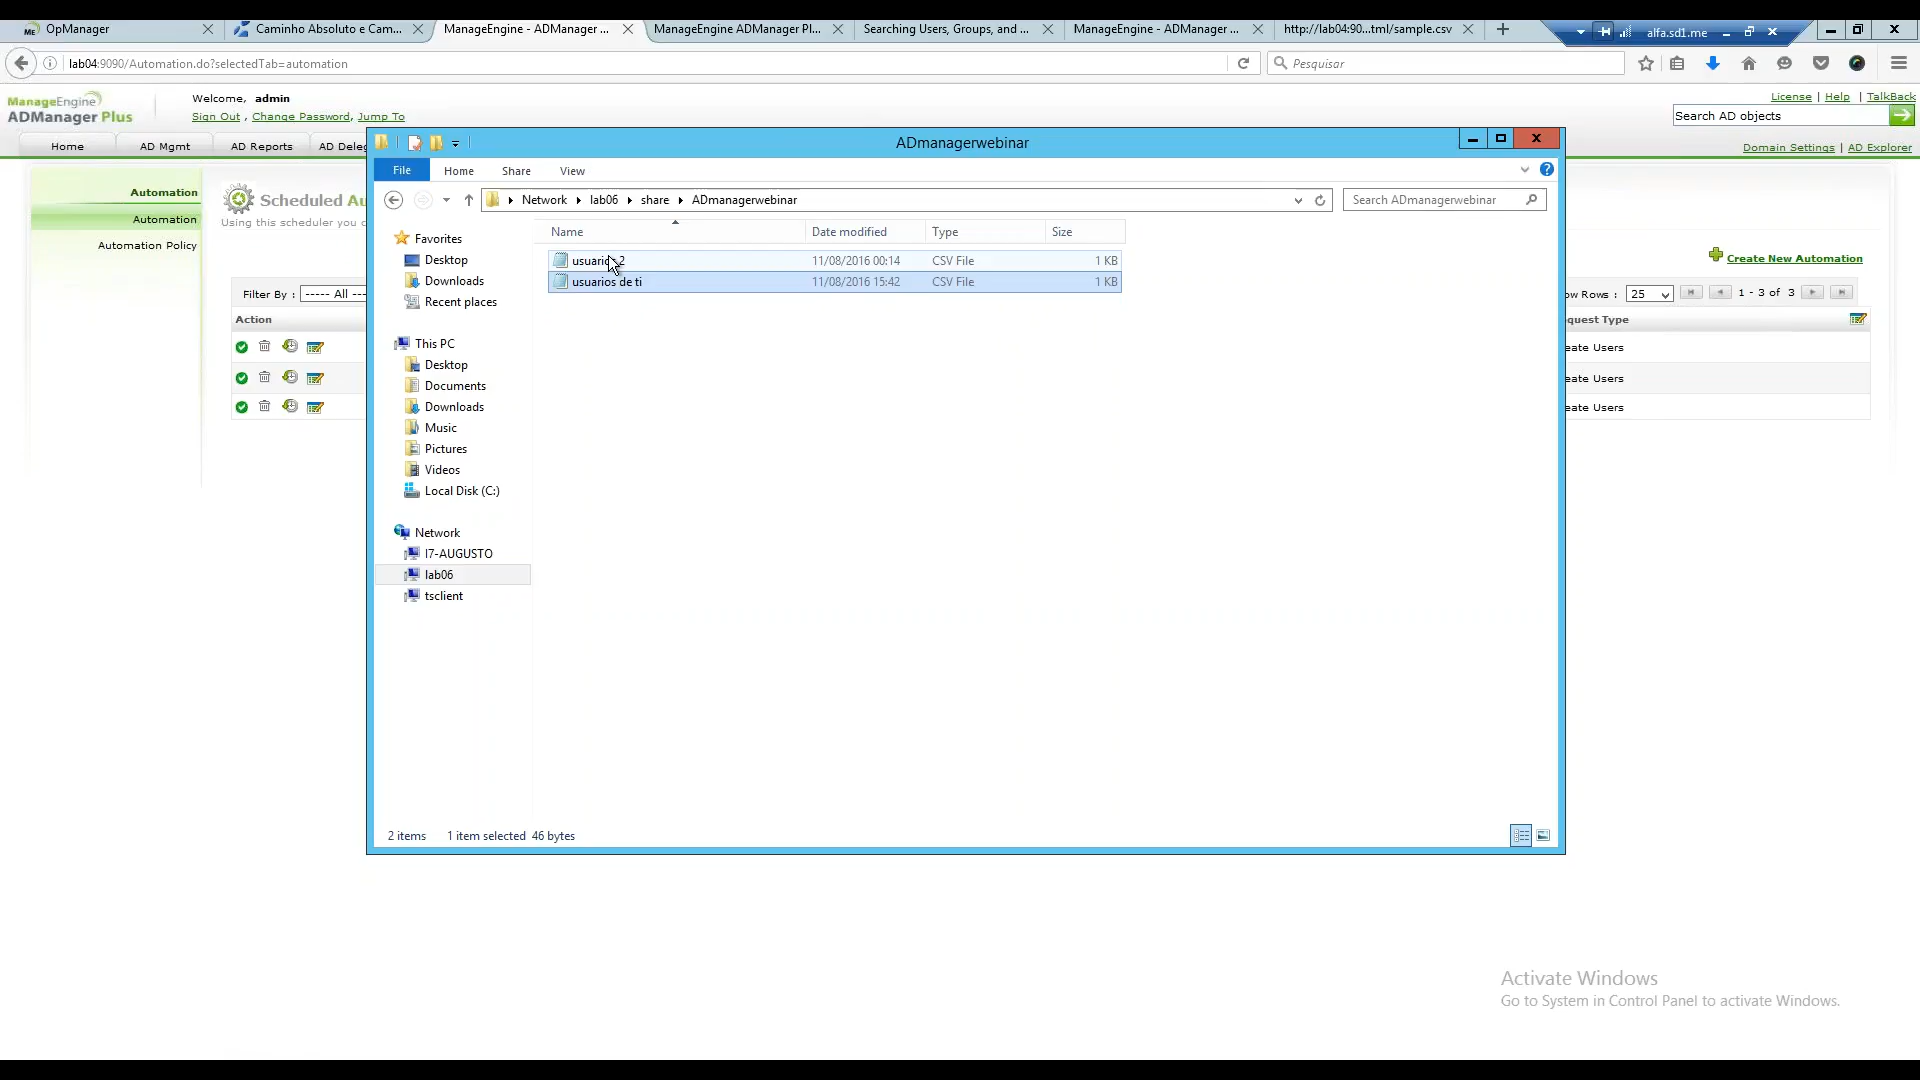 OpManager
Caminho Absoluto e Cam...
ManageEngine - ADManager ...
ManageEngine ADManager Pl...
Searching Users, Groups, and ...
ManageEngine - ADManager ...
http://lab04:90...tml/sample.csv
alfa.sd1.me
lab04:9090/Automation.do?selectedTab=automation
Pesquisar
ManageEngine
ADManager Plus
Welcome, admin
Sign Out , Change Password, Jump To
License | Help | TalkBack
Search AD objects
Home
AD Mgmt
AD Reports
AD Deleg
Domain Settings | AD Explorer
Automation
Automation
Automation Policy
Scheduled Au
Using this scheduler you c
Create New Automation
Filter By : ----- All ---
ow Rows : 25
1 - 3 of 3
Action
quest Type
eate Users
eate Users
eate Users
ADmanagerwebinar
File
Home
Share
View
Network
lab06
share
ADmanagerwebinar
Search ADmanagerwebinar
Name
Date modified
Type
Size
2 11/08/2016 00:14 CSV File 1 KB
usuarios de ti 11/08/2016 15:42 CSV File 1 KB
Favorites
Desktop
Downloads
Recent places
This PC
Desktop
Documents
Downloads
Music
Pictures
Videos
Local Disk (C:)
Network
I7-AUGUSTO
lab06
tsclient
2 items
1 item selected 46 bytes
Activate Windows
Go to System in Control Panel to activate Windows.